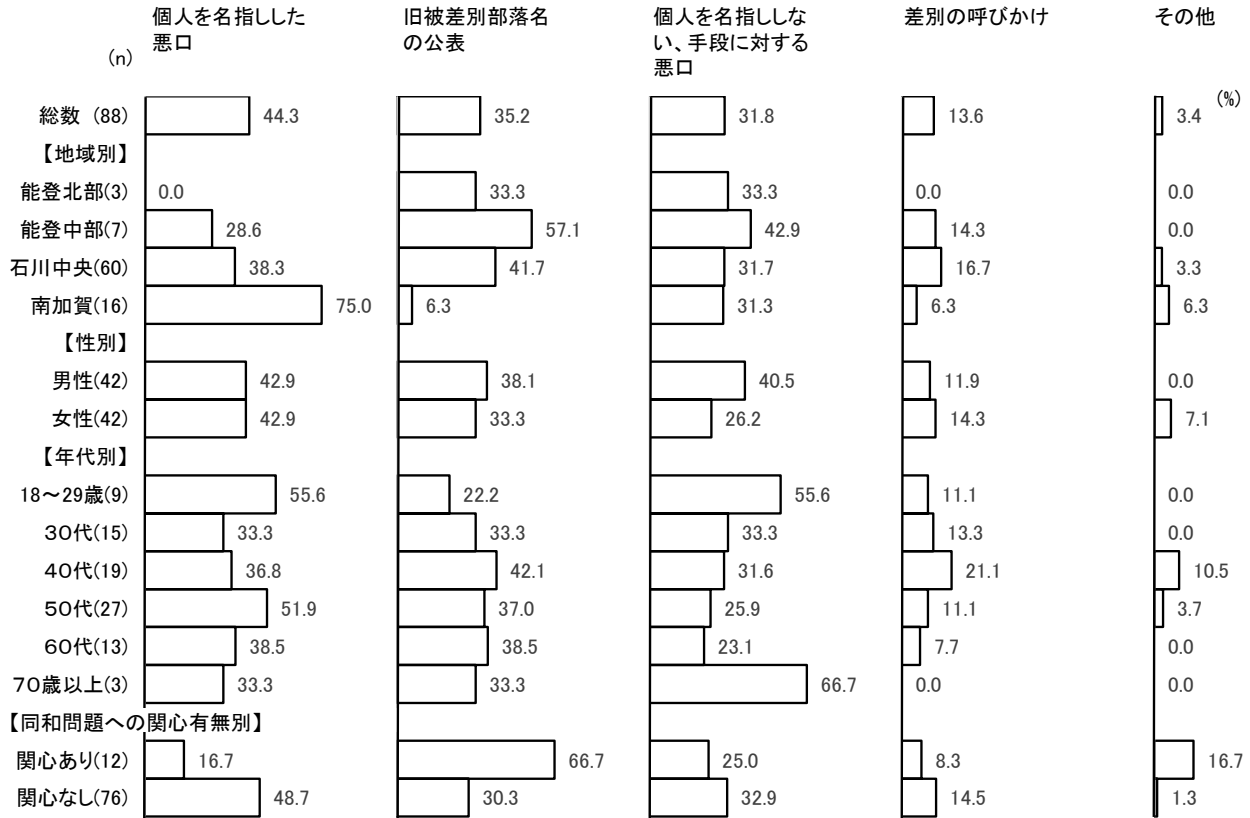 個人を名指しした 旧被差別部落名 個人を名指ししな 差別の呼びかけ その他
悪口 の公表 い、手段に対する
(n) 悪口
(%)
総数 (88) 44.3 35.2 31.8 13.6 3.4
【地域別】
能登北部(3) 0.0 33.3 33.3 0.0 0.0
能登中部(7) 28.6 57.1 42.9 14.3 0.0
石川中央(60) 38.3 41.7 31.7 16.7 3.3
南加賀(16) 75.0 6.3 31.3 6.3 6.3
【性別】
男性(42) 42.9 38.1 40.5 11.9 0.0
女性(42) 42.9 33.3 26.2 14.3 7.1
【年代別】
18～29歳(9) 55.6 22.2 55.6 11.1 0.0
30代(15) 33.3 33.3 33.3 13.3 0.0
40代(19) 36.8 42.1 31.6 21.1 10.5
50代(27) 51.9 37.0 25.9 11.1 3.7
60代(13) 38.5 38.5 23.1 7.7 0.0
70歳以上(3) 33.3 33.3 66.7 0.0 0.0
【同和問題への関心有無別】
関心あり(12) 16.7 66.7 25.0 8.3 16.7
関心なし(76) 48.7 30.3 32.9 14.5 1.3